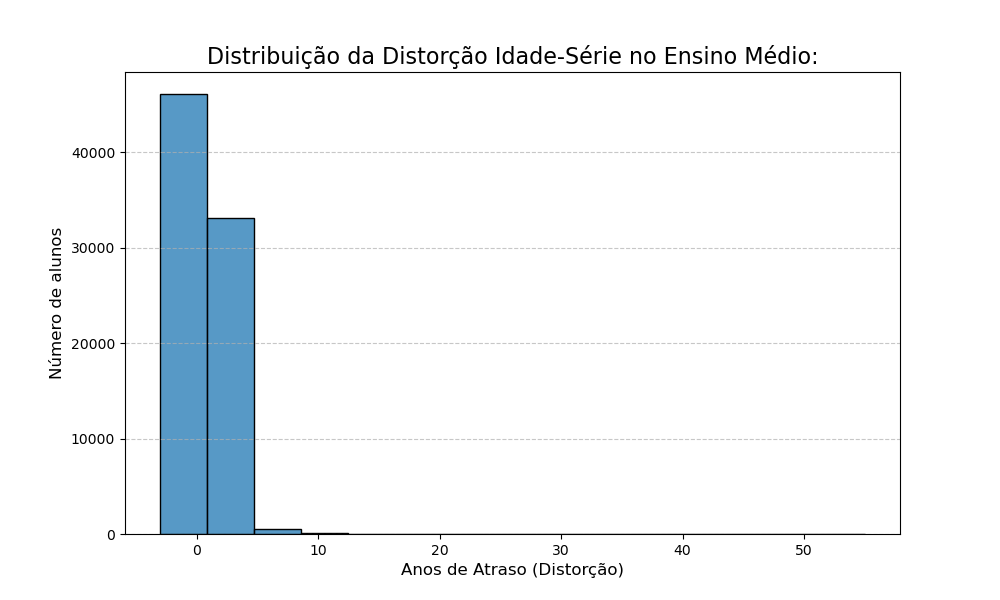 Distribuição da Distorção Idade-Série no Ensino Médio:
Número de alunos
40000
30000
20000
10000
0
0 10 20 30 40 50
Anos de Atraso (Distorção)